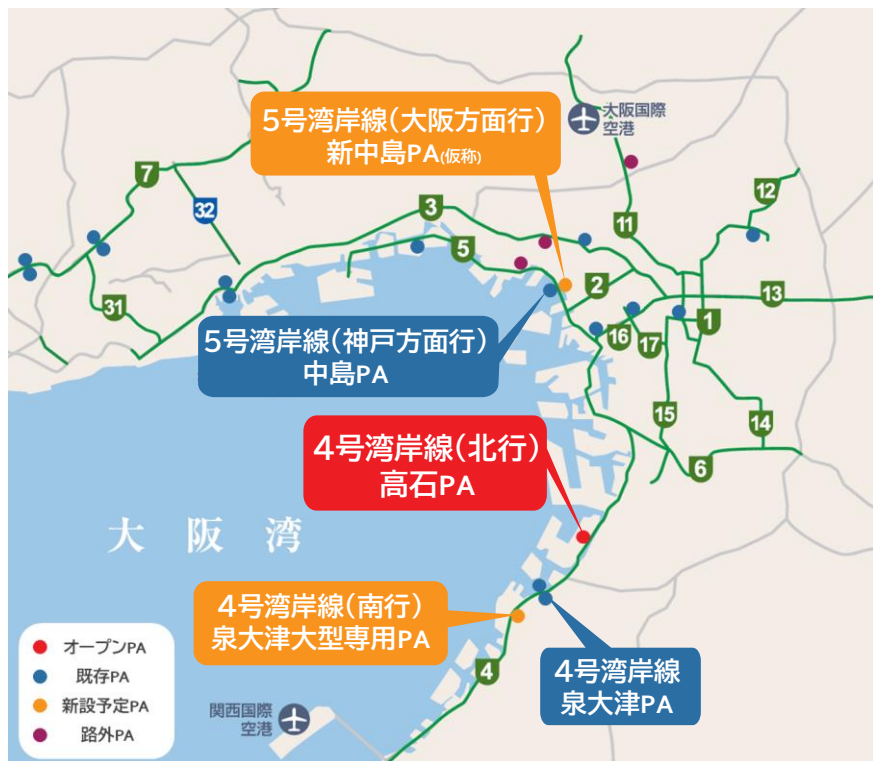 5号湾岸線(大阪方面行)
新中島PA(仮称)
大阪国際
空港
7
32
3
12
11
5
31
2
13
5号湾岸線(神戸方面行)
中島PA
16
17
1
15
14
6
4号湾岸線(北行)
高石PA
大阪湾
4号湾岸線(南行)
泉大津大型専用PA
4号湾岸線
泉大津PA
4
関西国際
空港
オープンPA
既存PA
新設予定PA
路外PA